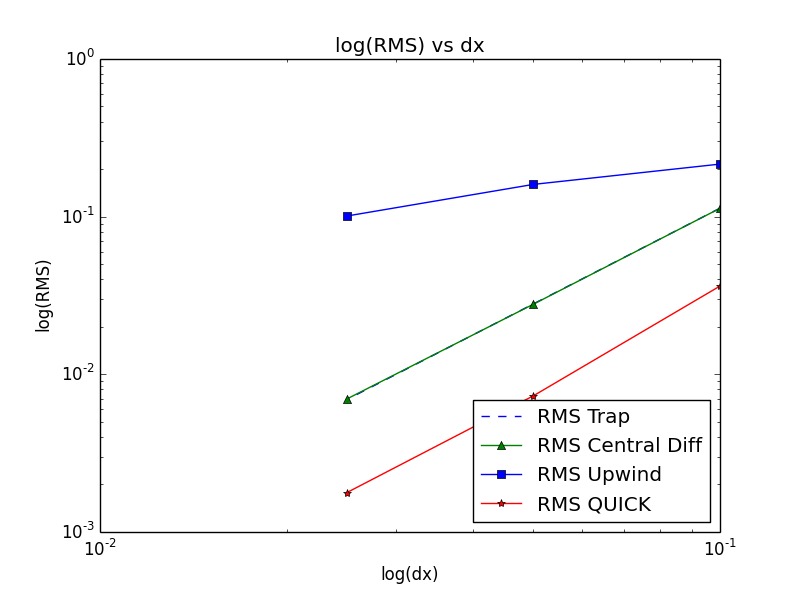 log(RMS) vs dx
10^0
10^-1
10^-2
10^-3
log(RMS)
10^-2
10^-1
log(dx)
RMS Trap
RMS Central Diff
RMS Upwind
RMS QUICK